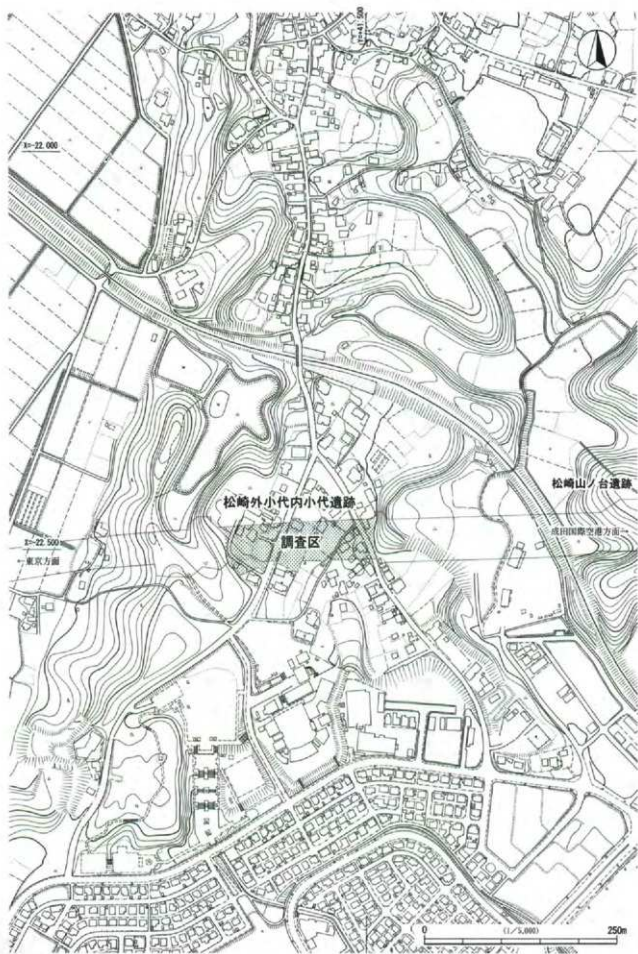 Y=41.500
X=-22.000
松崎外小代内小代遺跡
調査区
松崎山ノ台遺跡
X=-22.500
←東京方面
成田国際空港方面→
0
(1/5,000)
250m